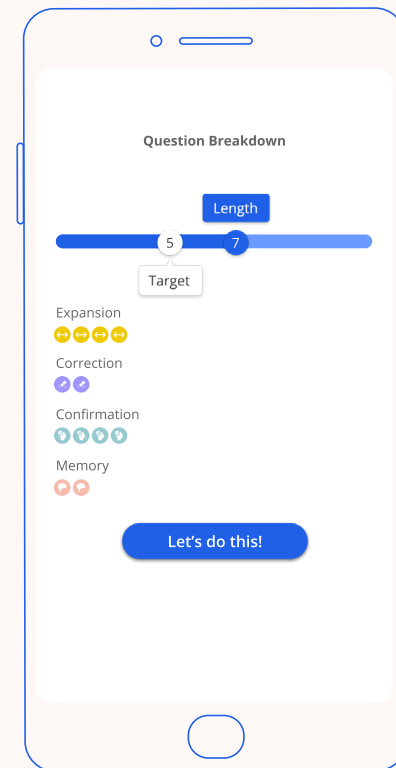 Question Breakdown
Length
5
7
Target
Expansion
Correction
Confirmation
Memory
Let’s do this!